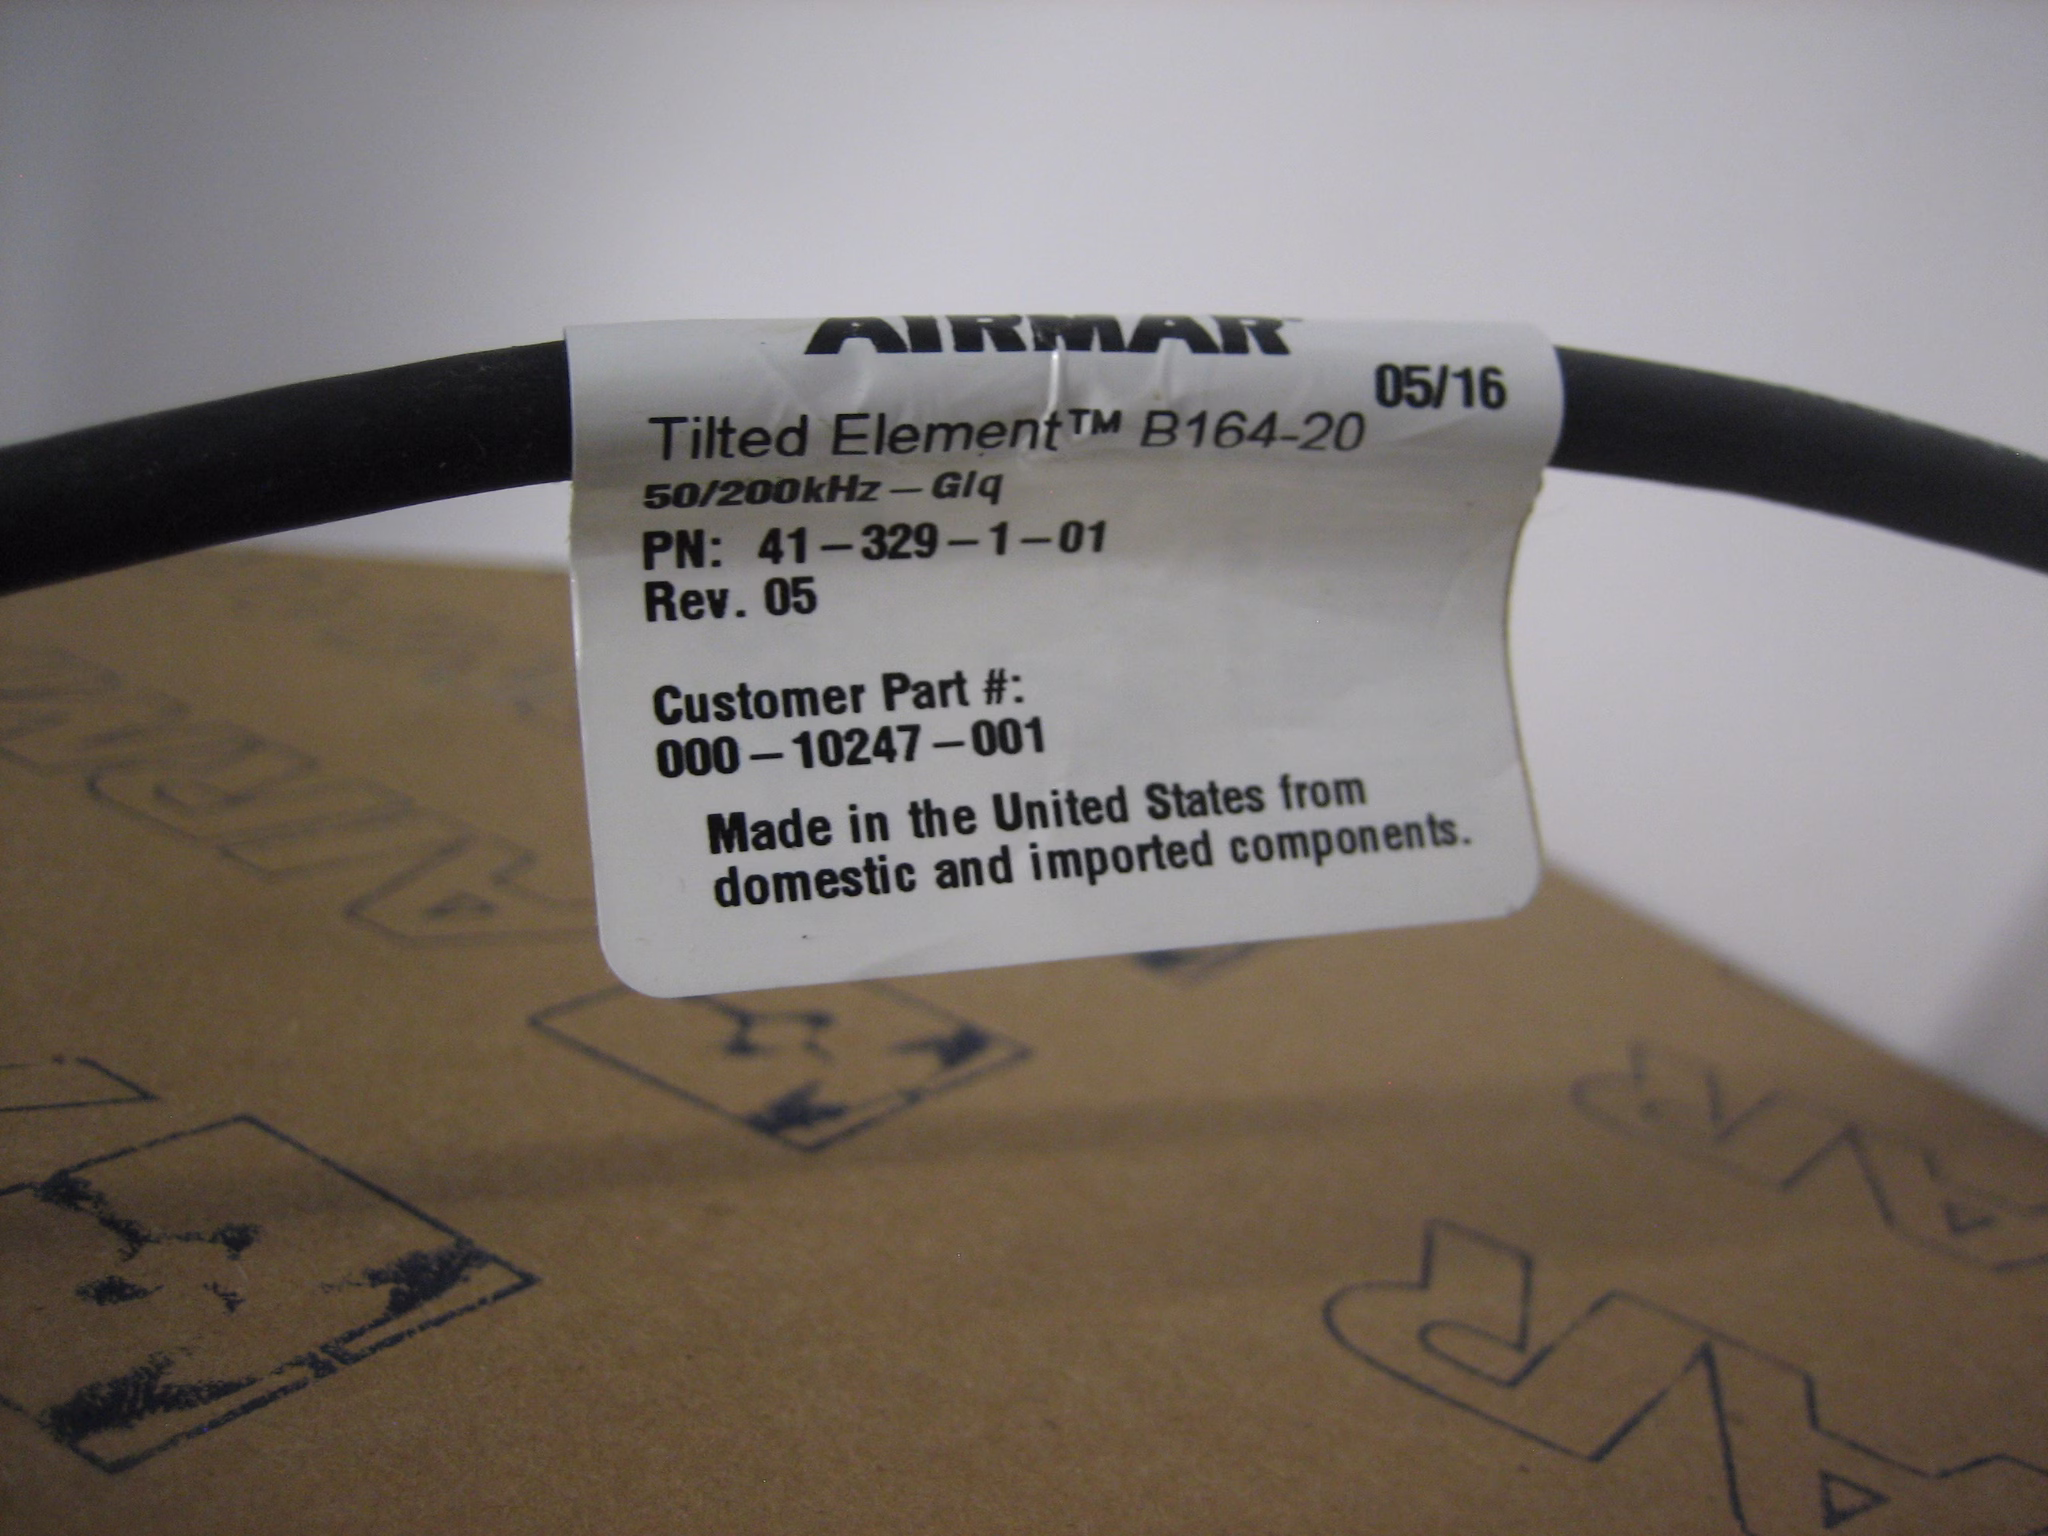 AIRMAR
05/16
Tilted Element™ B164-20
50/200kHz – G/q
PN: 41–329–1–01
Rev. 05
Customer Part #:
000–10247–001
Made in the United States from
domestic and imported components.